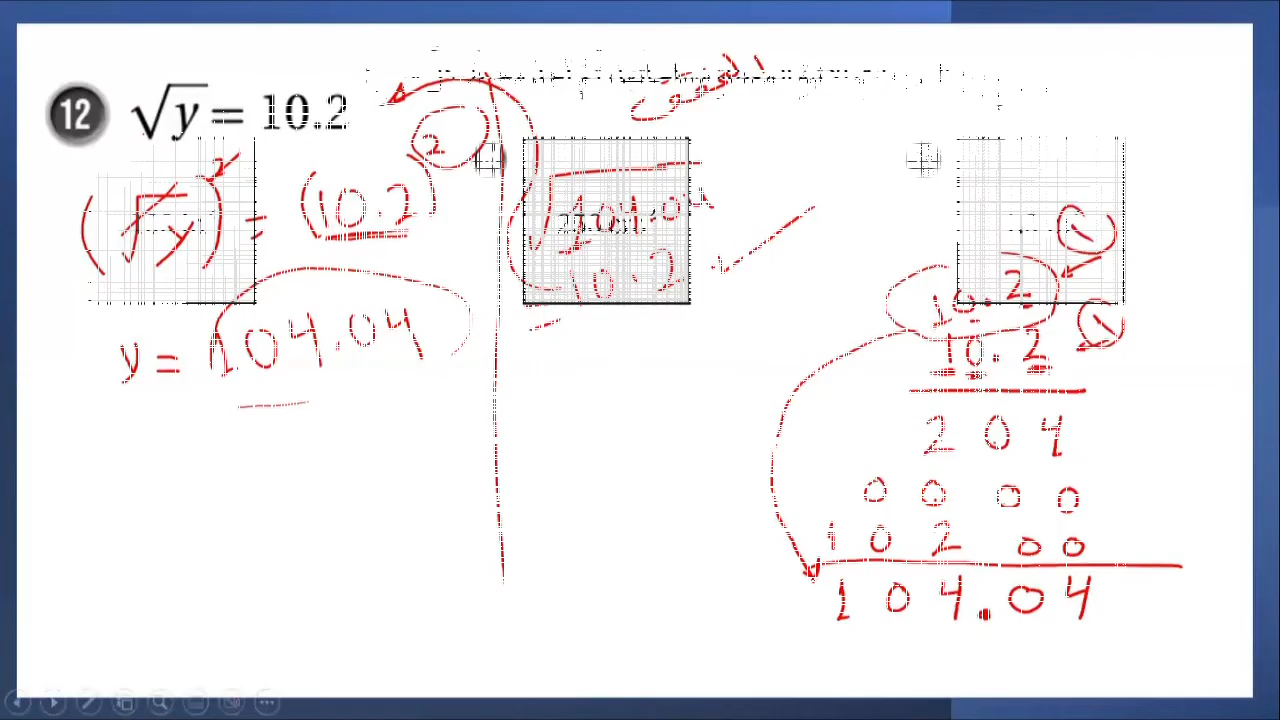 12 √y = 10.2
(√y)² = (10.2)²
y = 104.04
√104.04
= 10.2
10.2
10.2
204
0000
10200
104.04